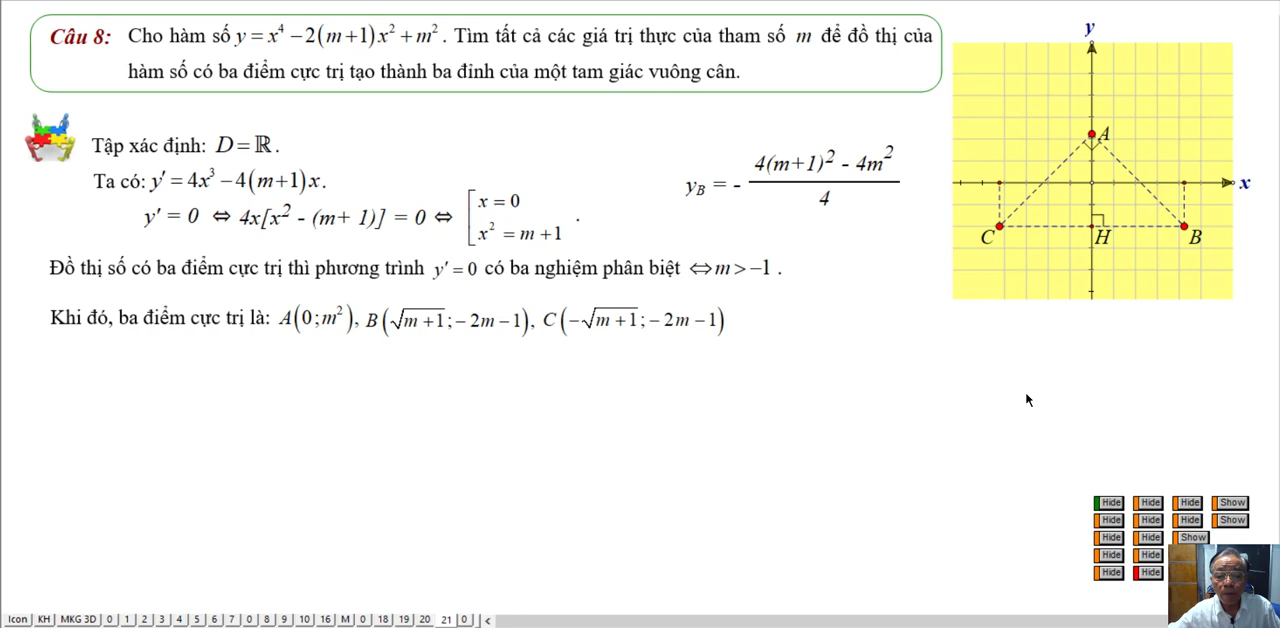 Câu 8: Cho hàm số y = x⁴ − 2(m+1)x² + m². Tìm tất cả các giá trị thực của tham số m để đồ thị của
hàm số có ba điểm cực trị tạo thành ba đỉnh của một tam giác vuông cân.
Tập xác định: D = ℝ.
Ta có: y′ = 4x³ − 4(m+1)x.
y′ = 0 ⇔ 4x[x² - (m+ 1)] = 0 ⇔ [ x = 0
x² = m +1 .
y_B = - (4(m+1)² - 4m²)/4
Đồ thị số có ba điểm cực trị thì phương trình y′ = 0 có ba nghiệm phân biệt ⇔ m > −1 .
Khi đó, ba điểm cực trị là: A(0;m²), B(√(m+1); − 2m − 1), C(−√(m+1); − 2m − 1)
y
A
x
C
H
B
Hide Hide Hide Show
Hide Hide Hide Show
Hide Hide Show
Hide Hide
Hide Hide
Icon KH MKG 3D 0 1 2 3 4 5 6 7 0 8 9 10 16 M 0 18 19 20 21 0 <